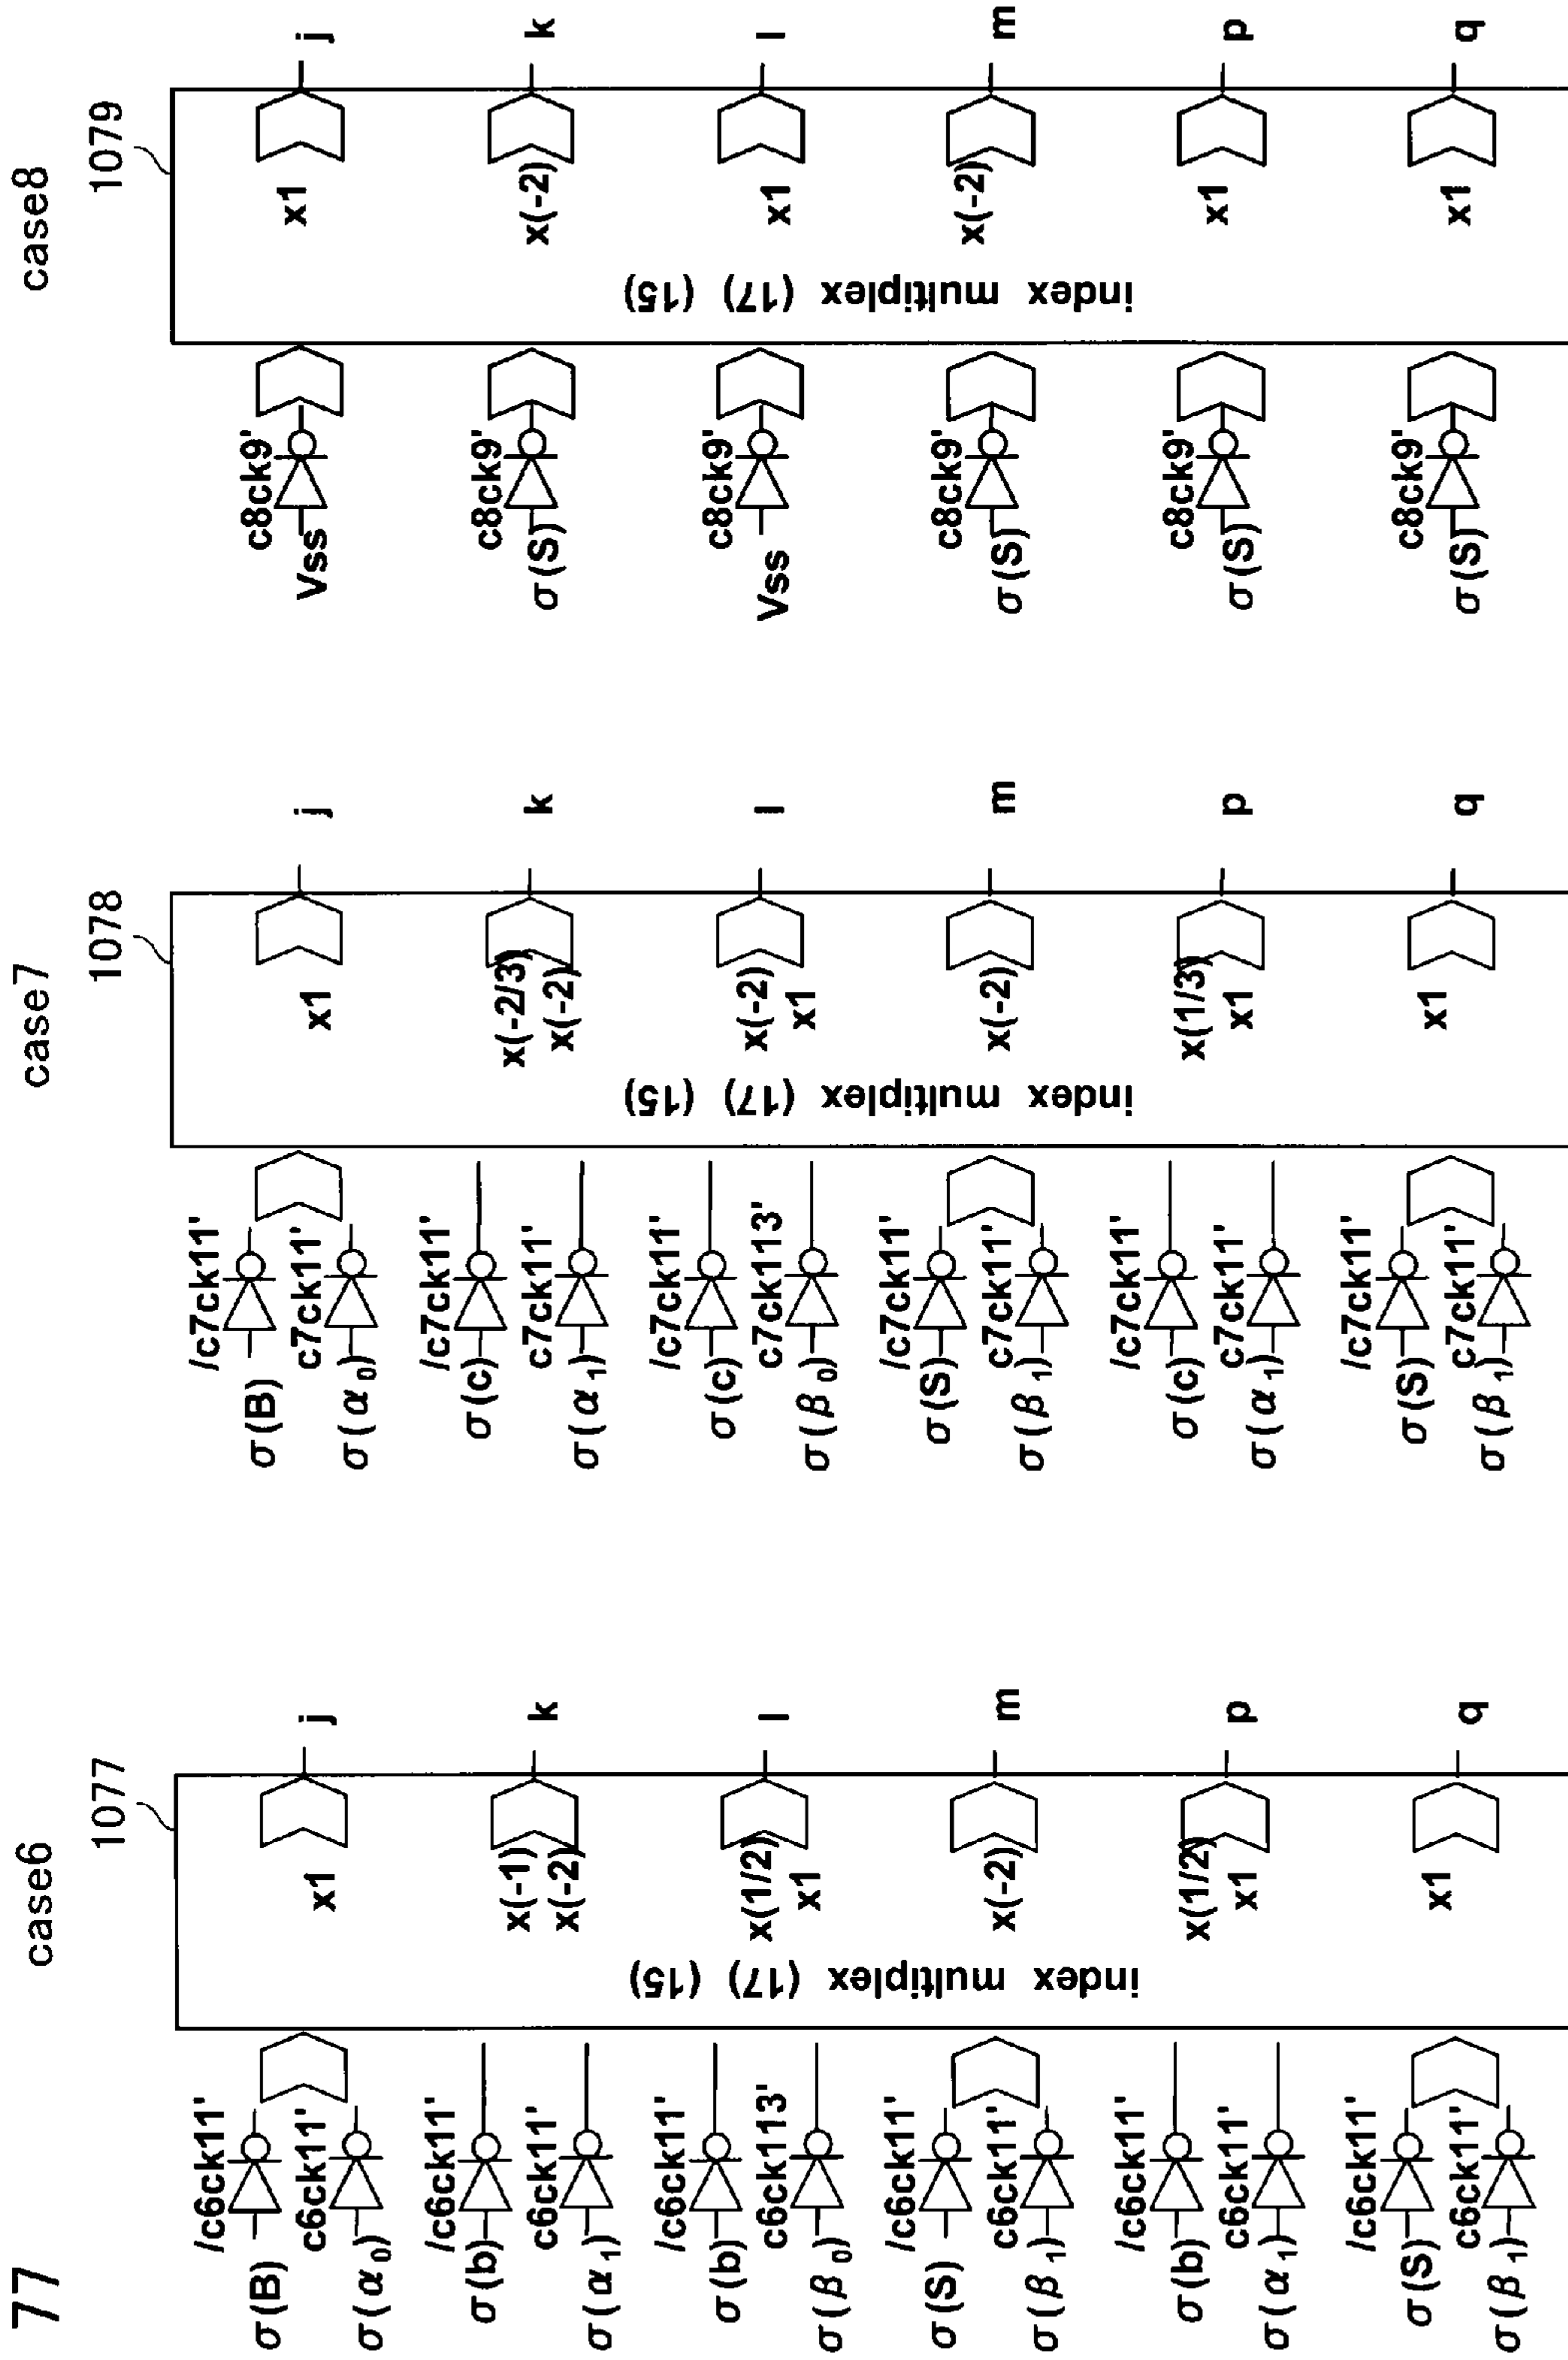 77
case6
1077
/c6ck11'
σ(B)
c6ck11'
σ(α0)
x1
j
/c6ck11'
σ(b)
c6ck11'
σ(α1)
x(-1)
x(-2)
k
/c6ck11'
σ(b)
c6ck113'
σ(β0)
x(1/2)
x1
l
/c6ck11'
σ(S)
c6ck11'
σ(β1)
x(-2)
m
/c6ck11'
σ(b)
c6ck11'
σ(α1)
x(1/2)
x1
p
/c6ck11'
σ(S)
c6ck11'
σ(β1)
x1
q
index multiplex (17) (15)
case7
1078
/c7ck11'
σ(B)
c7ck11'
σ(α0)
x1
j
/c7ck11'
σ(c)
c7ck11'
σ(α1)
x(-2/3)
x(-2)
k
/c7ck11'
σ(c)
c7ck113'
σ(β0)
x(-2)
x1
l
/c7ck11'
σ(S)
c7ck11'
σ(β1)
x(-2)
m
/c7ck11'
σ(c)
c7ck11'
σ(α1)
x(1/3)
x1
p
/c7ck11'
σ(S)
c7ck11'
σ(β1)
x1
q
index multiplex (17) (15)
case8
1079
c8ck9'
Vss
x1
j
c8ck9'
σ(S)
x(-2)
k
c8ck9'
Vss
x1
l
c8ck9'
σ(S)
x(-2)
m
c8ck9'
σ(S)
x1
p
c8ck9'
σ(S)
x1
q
index multiplex (17) (15)